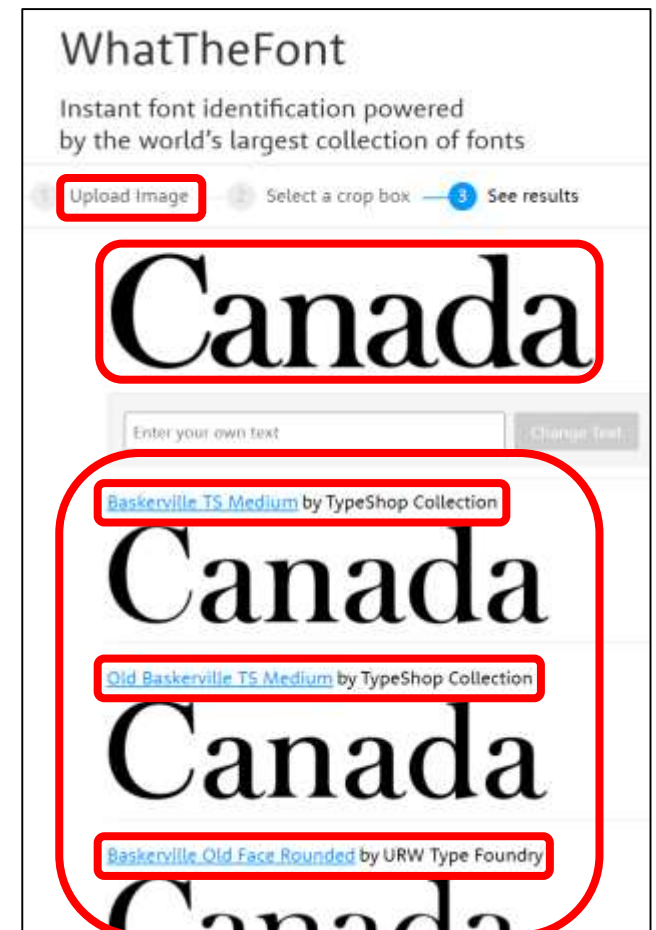 WhatTheFont
Instant font identification powered
by the world's largest collection of fonts
1 Upload Image 2 Select a crop box 3 See results
Canada
Enter your own text Change Text
Baskerville TS Medium by TypeShop Collection
Canada
Old Baskerville TS Medium by TypeShop Collection
Canada
Baskerville Old Face Rounded by URW Type Foundry
Canada